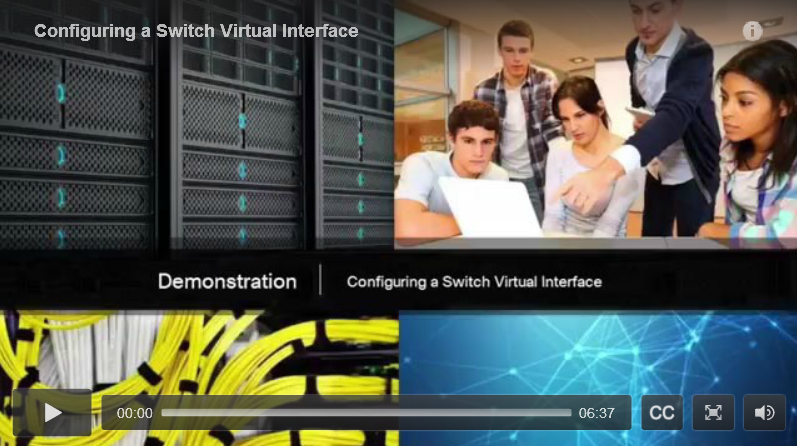 Configuring a Switch Virtual Interface
Demonstration
Configuring a Switch Virtual Interface
00:00
06:37
CC